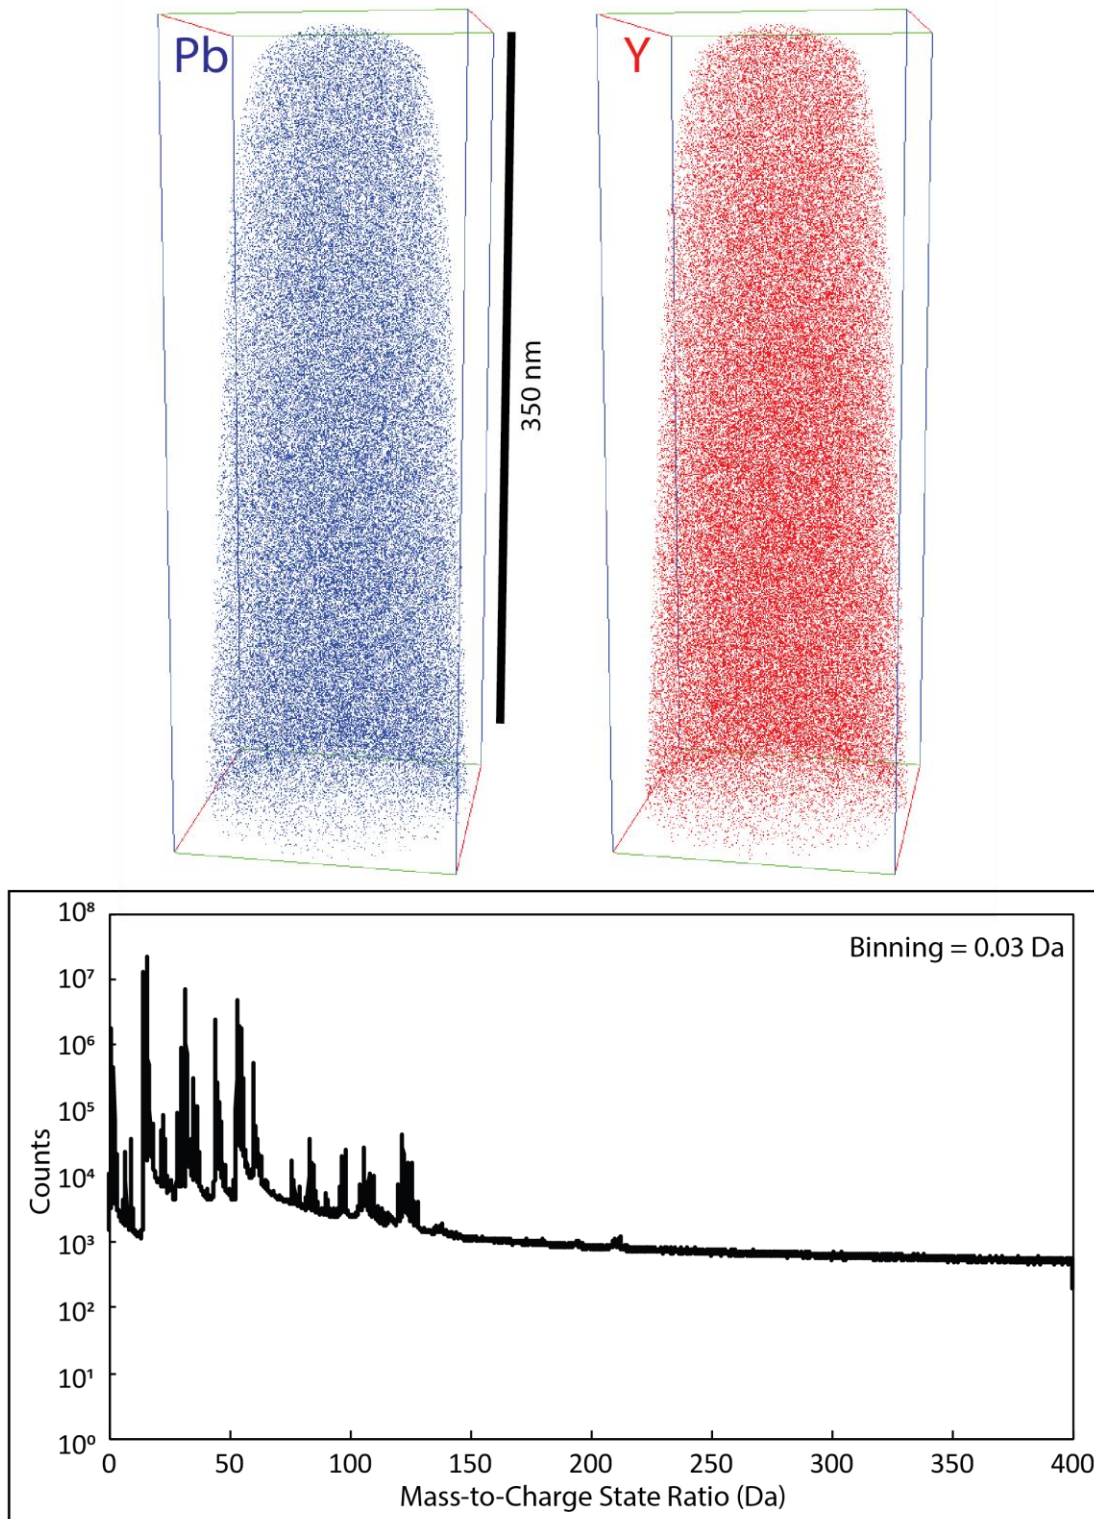 Pb
Y
350 nm
Binning = 0.03 Da
10⁸
10⁷
10⁶
10⁵
10⁴
10³
10²
10¹
10⁰
Counts
0 50 100 150 200 250 300 350 400
Mass-to-Charge State Ratio (Da)